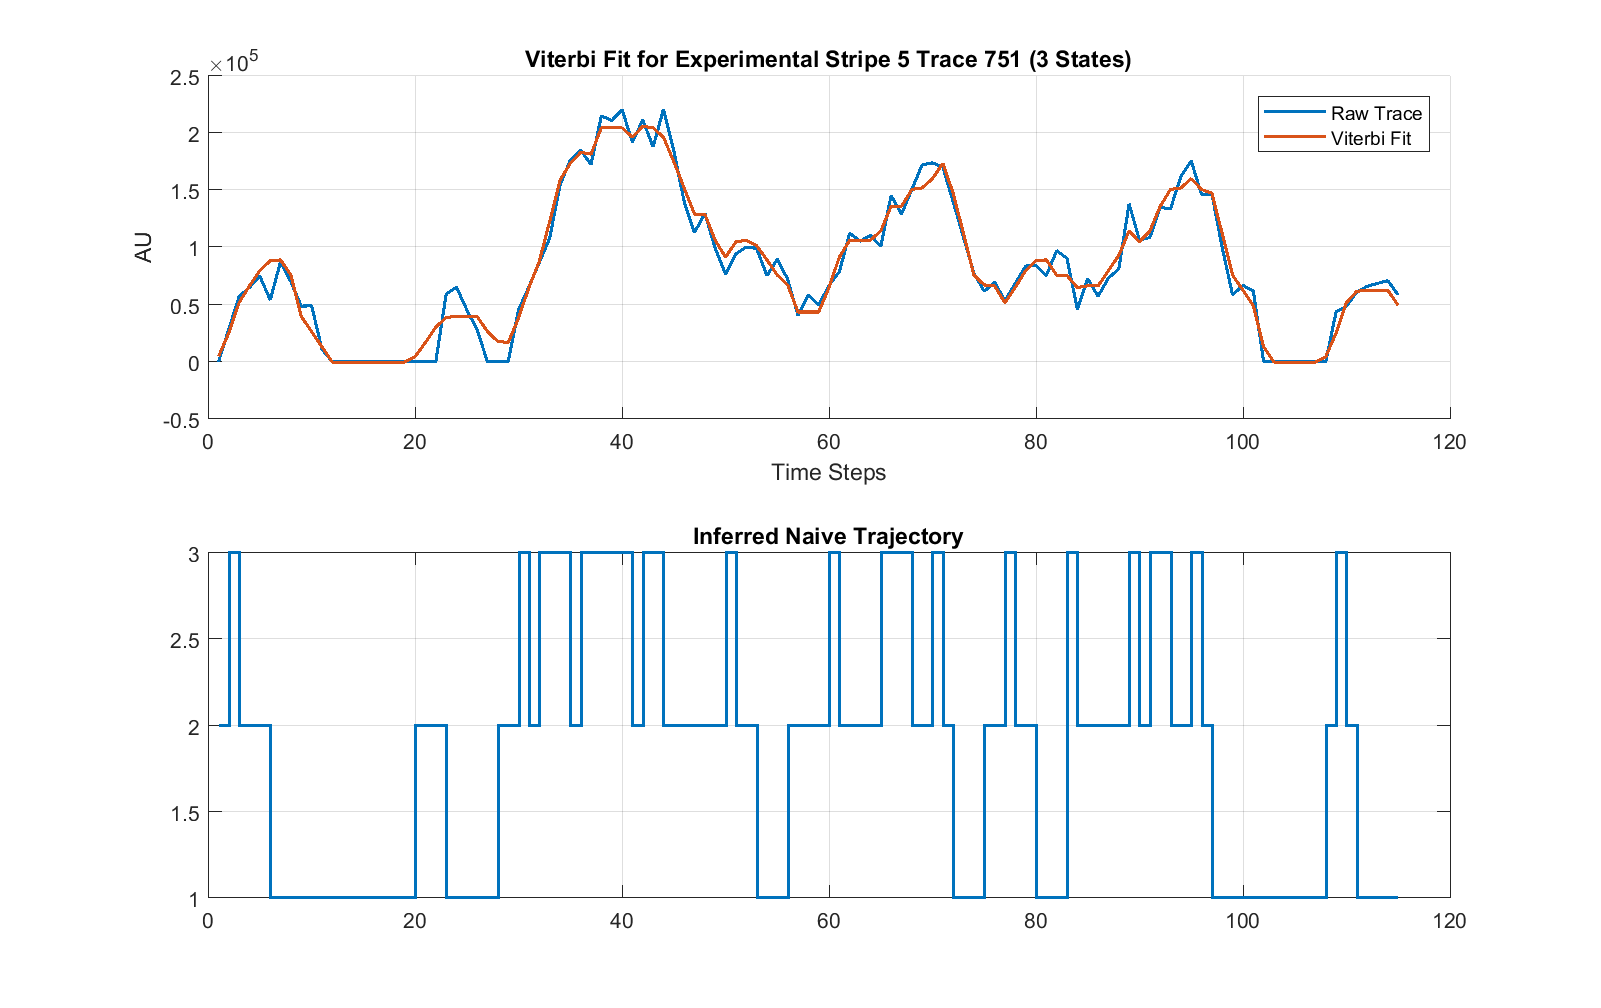 Viterbi Fit for Experimental Stripe 5 Trace 751 (3 States)
×10^5
2.5
2
1.5
1
0.5
0
-0.5
AU
Raw Trace
Viterbi Fit
0 20 40 60 80 100 120
Time Steps
Inferred Naive Trajectory
3
2.5
2
1.5
1
0 20 40 60 80 100 120